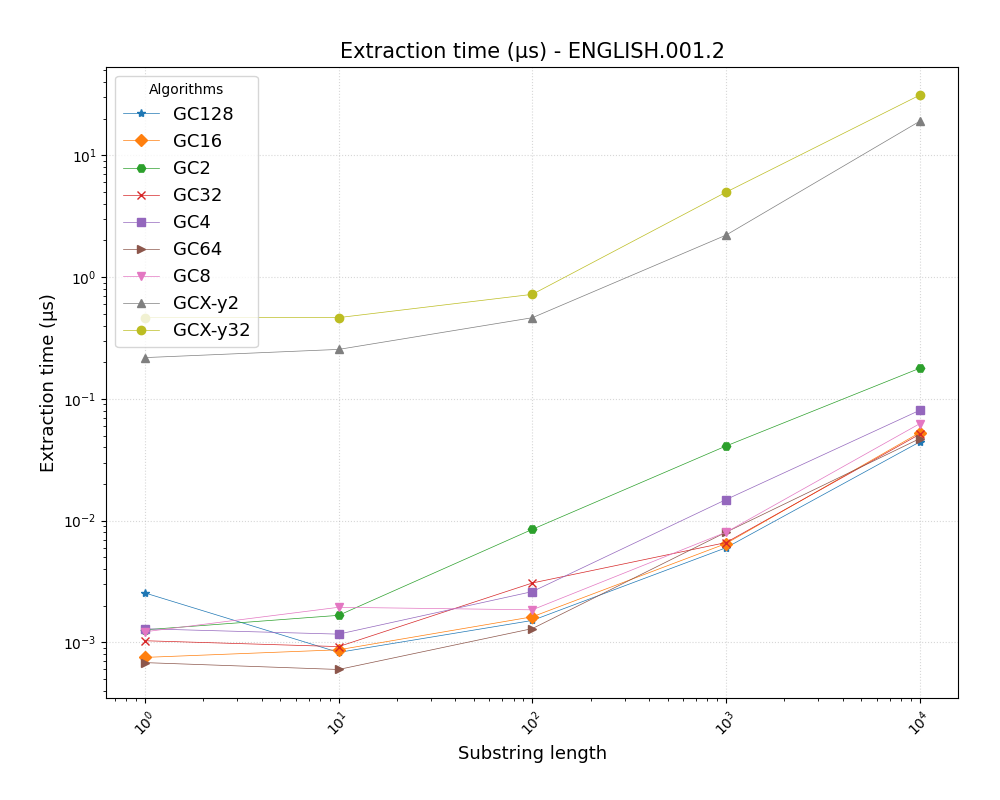 Extraction time (µs) - ENGLISH.001.2
Extraction time (µs)
10¹
10⁰
10⁻¹
10⁻²
10⁻³
Algorithms
GC128
GC16
GC2
GC32
GC4
GC64
GC8
GCX-y2
GCX-y32
10⁰ 10¹ 10² 10³ 10⁴
Substring length